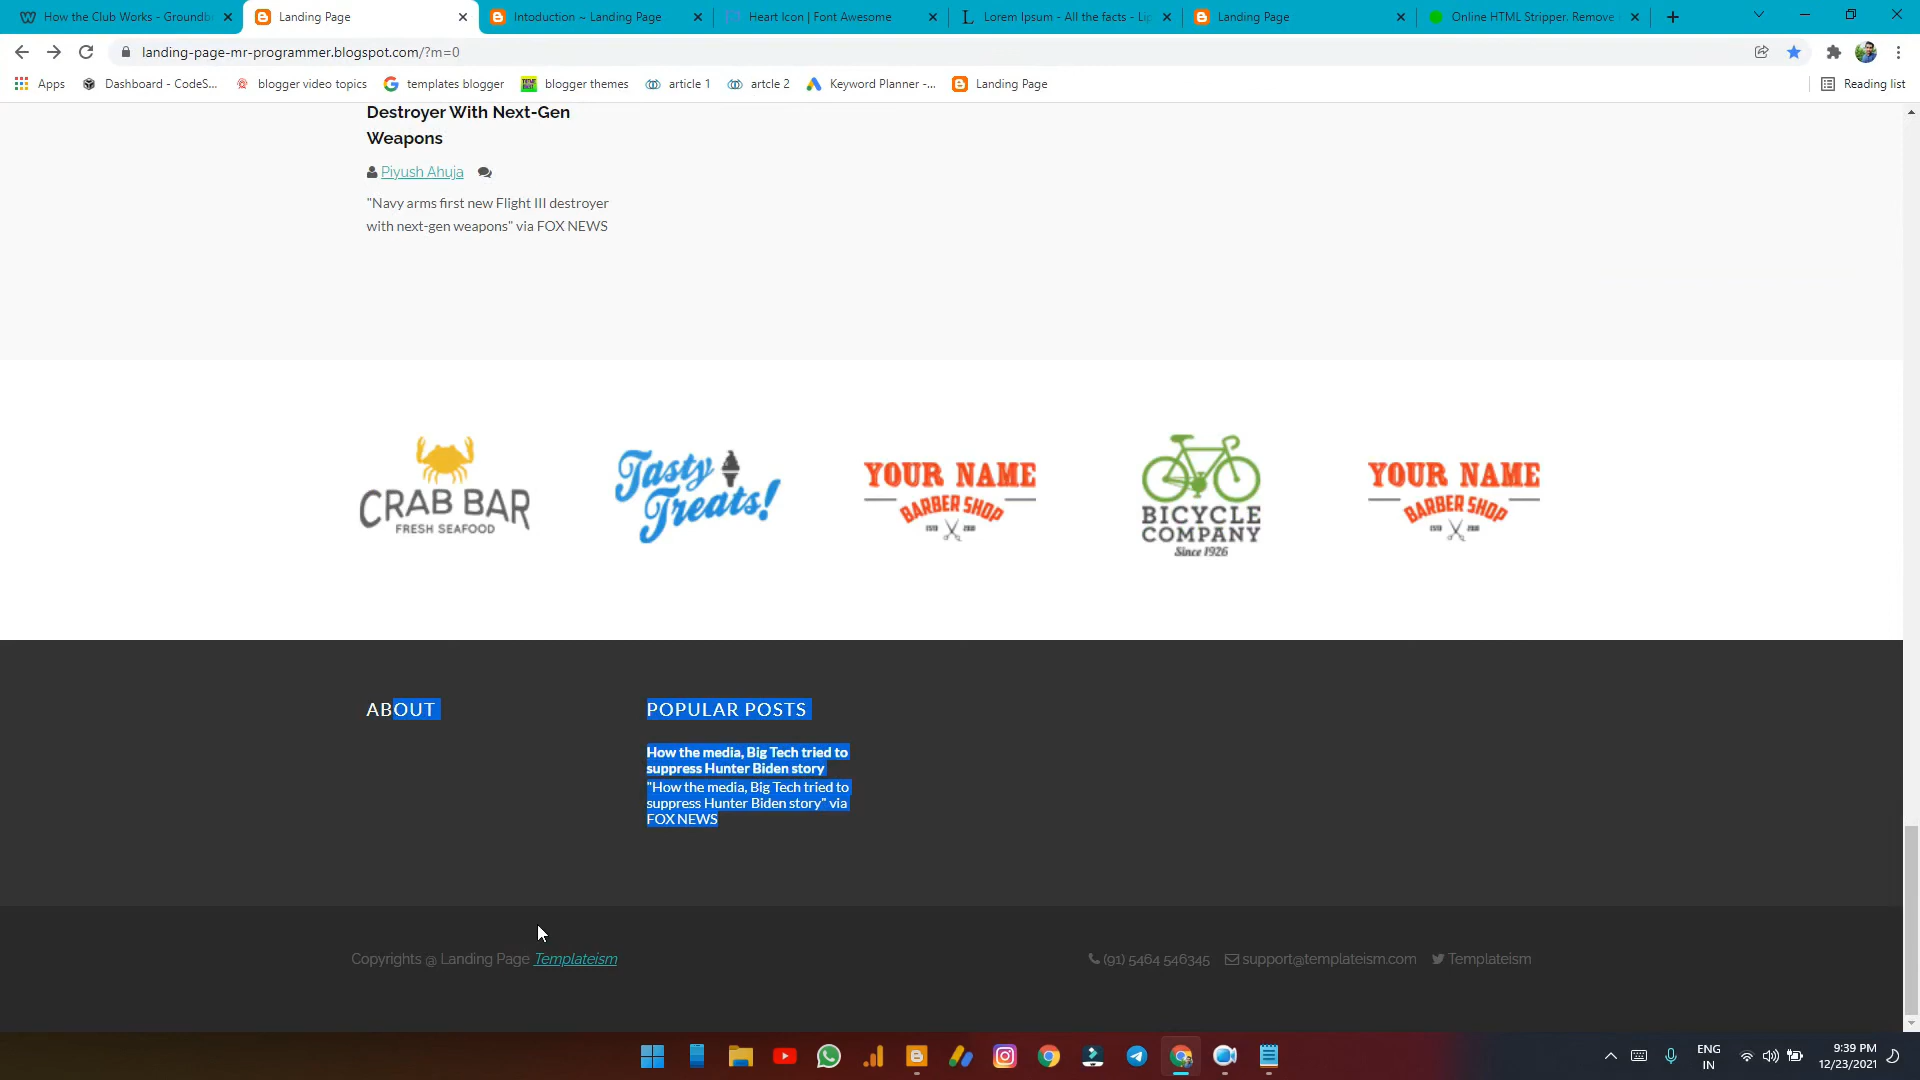 How the Club Works - Groundb
Landing Page
Intoduction ~ Landing Page
Heart Icon | Font Awesome
Lorem Ipsum - All the facts - Lip
Landing Page
Online HTML Stripper. Remove
landing-page-mr-programmer.blogspot.com/?m=0
Apps
Dashboard - CodeS...
blogger video topics
templates blogger
blogger themes
article 1
artcle 2
Keyword Planner -...
Landing Page
Reading list
Destroyer With Next-Gen
Weapons
Piyush Ahuja
"Navy arms first new Flight III destroyer
with next-gen weapons" via FOX NEWS
CRAB BAR
FRESH SEAFOOD
Tasty
Treats!
YOUR NAME
BARBER SHOP
BICYCLE
COMPANY
Since 1926
YOUR NAME
BARBER SHOP
ABOUT
POPULAR POSTS
How the media, Big Tech tried to
suppress Hunter Biden story
"How the media, Big Tech tried to
suppress Hunter Biden story" via
FOX NEWS
Copyrights @ Landing Page Templateism
(91) 5464 546345
support@templateism.com
Templateism
ENG
IN
9:39 PM
12/23/2021